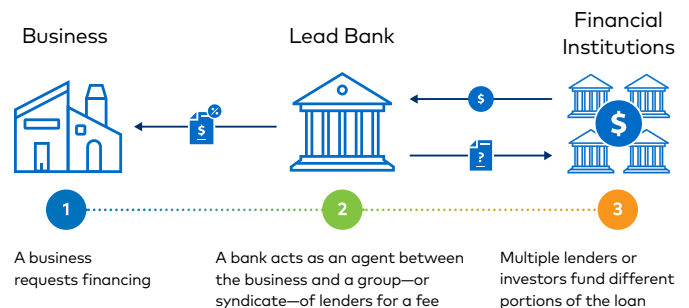 Business
Lead Bank
Financial
Institutions
%
$
$
?
$
1
2
3
A business
requests financing
A bank acts as an agent between
the business and a group—or
syndicate—of lenders for a fee
Multiple lenders or
investors fund different
portions of the loan